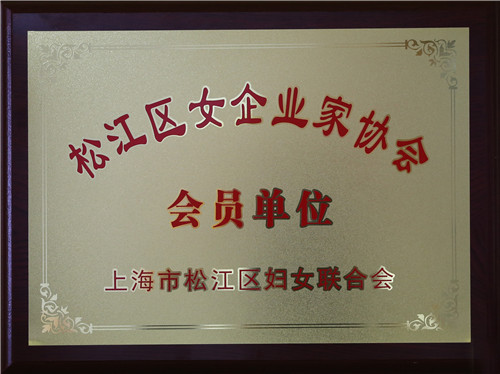 松江区女企业家协会
会员单位
上海市松江区妇女联合会